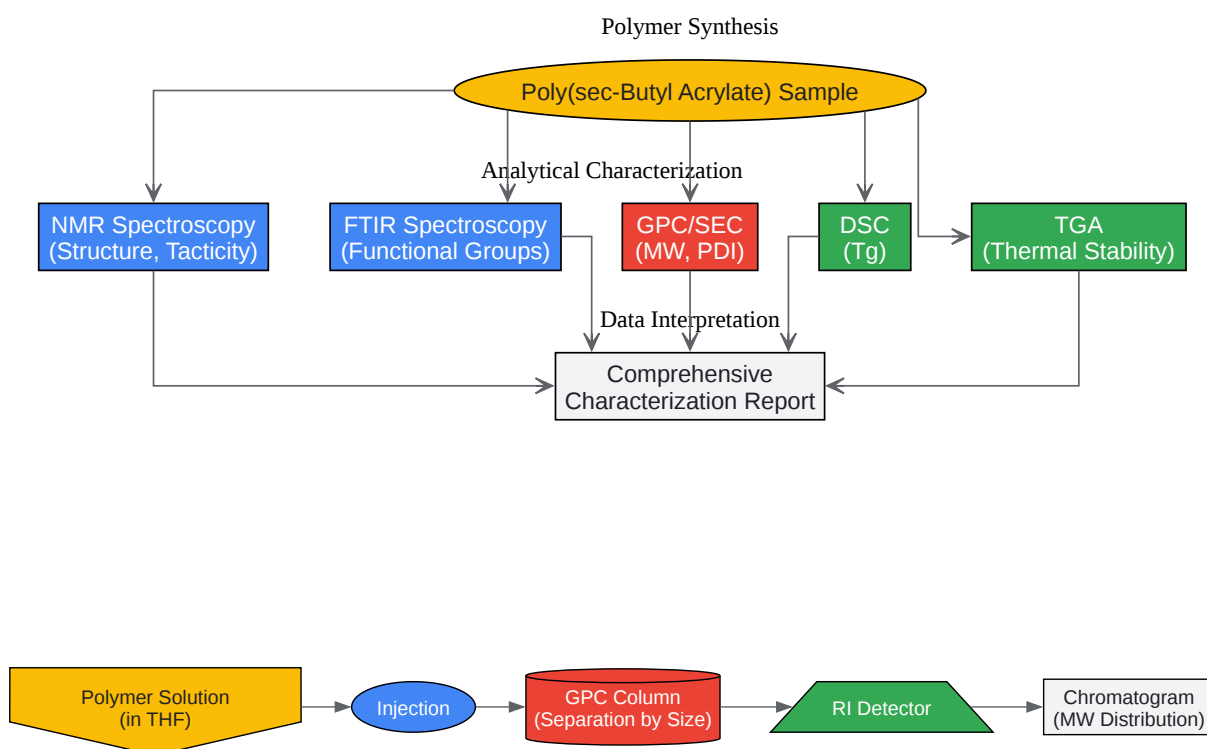 Polymer Synthesis
Poly(sec-Butyl Acrylate) Sample
Analytical Characterization
NMR Spectroscopy
(Structure, Tacticity)
FTIR Spectroscopy
(Functional Groups)
GPC/SEC
(MW, PDI)
DSC
(Tg)
TGA
(Thermal Stability)
Data Interpretation
Comprehensive
Characterization Report
Polymer Solution
(in THF)
Injection
GPC Column
(Separation by Size)
RI Detector
Chromatogram
(MW Distribution)